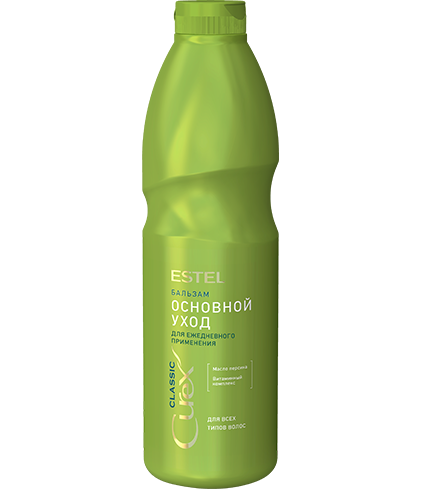 ESTEL
БАЛЬЗАМ
ОСНОВНОЙ
УХОД
ДЛЯ ЕЖЕДНЕВНОГО
ПРИМЕНЕНИЯ
CLASSIC
Curex
Масло персика
Витаминный
комплекс
ДЛЯ ВСЕХ
ТИПОВ ВОЛОС